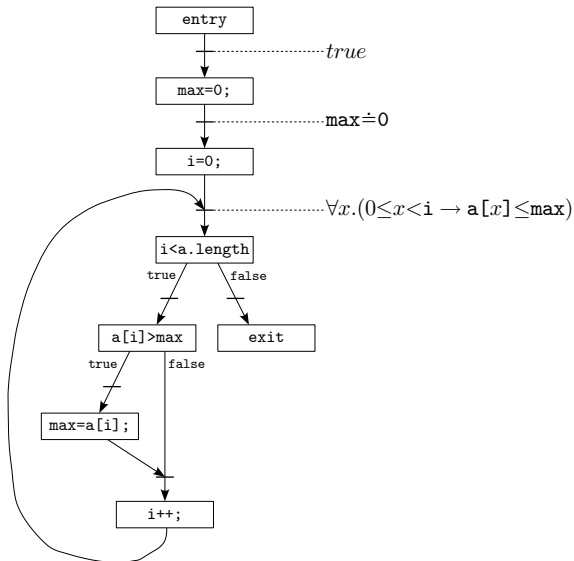 entry
true
max=0;
max≐0
i=0;
∀x.(0≤x<i → a[x]≤max)
i<a.length
true false
a[i]>max exit
true false
max=a[i];
i++;